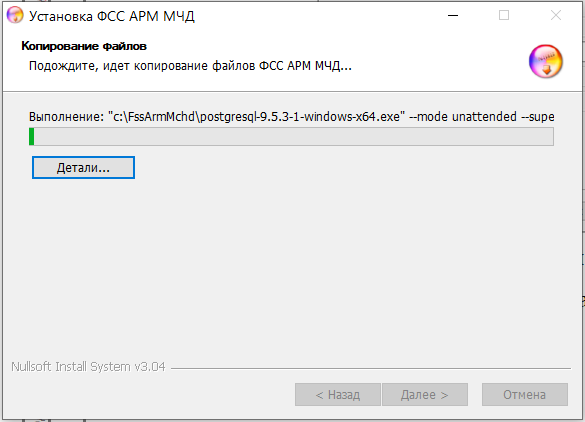 Установка ФСС АРМ МЧД
Копирование файлов
Подождите, идет копирование файлов ФСС АРМ МЧД...
Выполнение: "c:\FssArmMchd\postgresql-9.5.3-1-windows-x64.exe" --mode unattended --supe
Детали...
Nullsoft Install System v3.04
< Назад
Далее >
Отмена